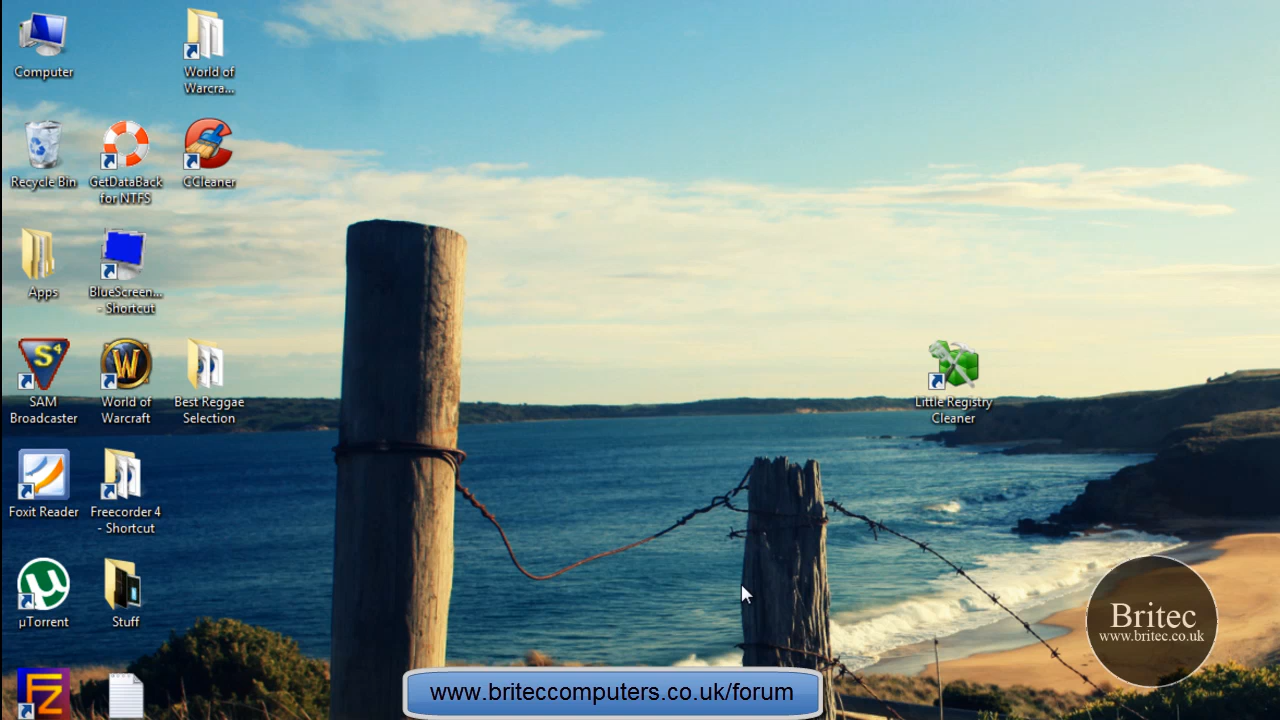 Computer
World of
Warcra...
Recycle Bin
GetDataBack
for NTFS
CCleaner
Apps
BlueScreen...
- Shortcut
S4
SAM
Broadcaster
W
World of
Warcraft
Best Reggae
Selection
Little Registry
Cleaner
Foxit Reader
Freecorder 4
- Shortcut
µ
µTorrent
Stuff
FZ
Britec
www.britec.co.uk
www.briteccomputers.co.uk/forum